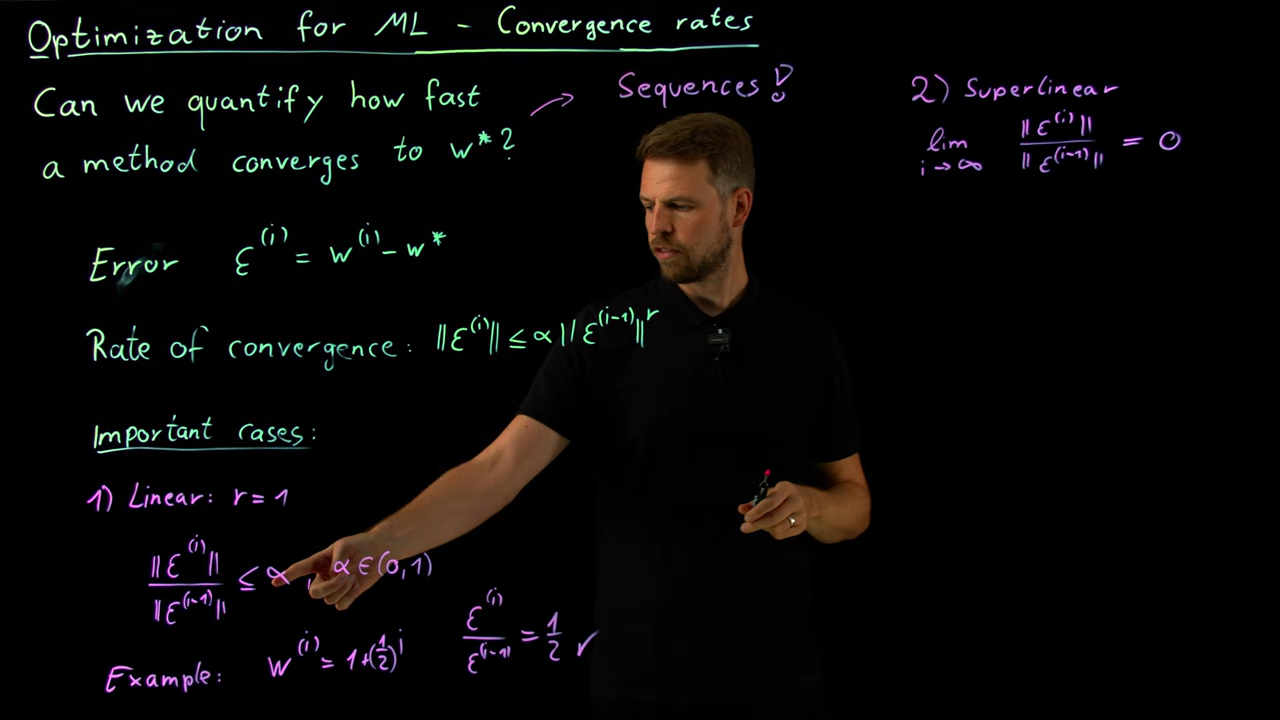 Optimization for ML - Convergence rates
Can we quantify how fast
a method converges to w*?
Sequences!
Error ε^(i) = w^(i) - w*
Rate of convergence: ||ε^(i)|| ≤ α ||ε^(i-1)||^r
Important cases:
1) Linear: r = 1
||ε^(i)|| / ||ε^(i-1)|| ≤ α, α ∈ (0,1)
Example: w^(i) = 1+(1/2)^i ε^(i) / ε^(i-1) = 1/2 ✓
2) Superlinear
lim i→∞ ||ε^(i)|| / ||ε^(i-1)|| = 0